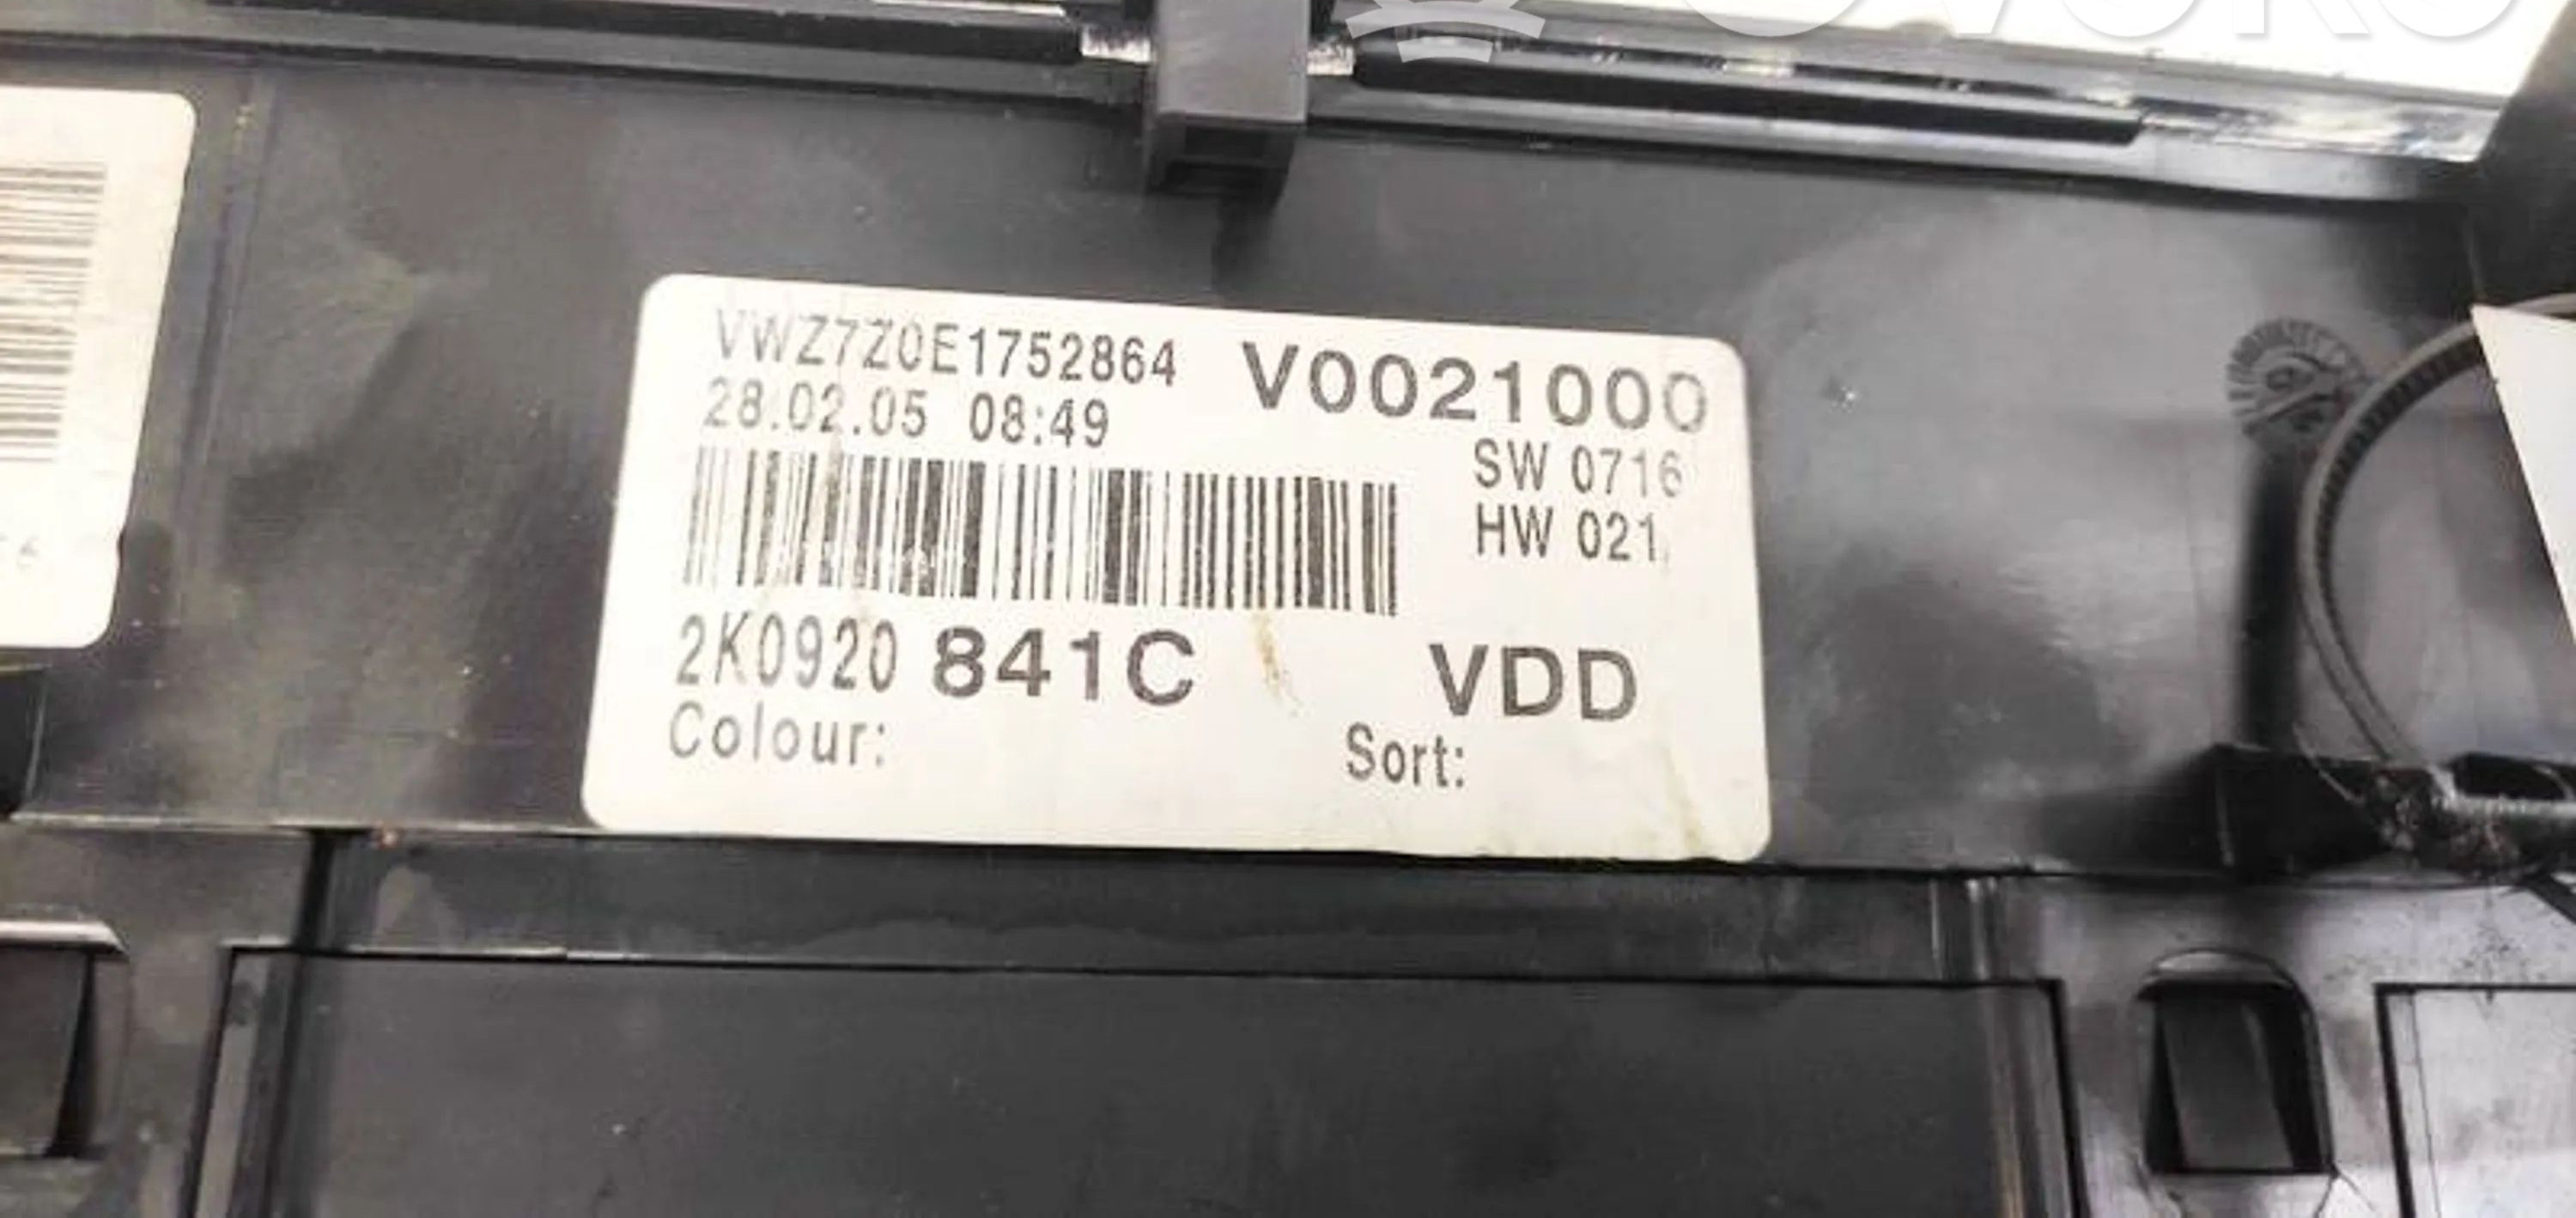 VWZ7Z0E1752864 V0021000
28.02.05 08:49
SW 0716
HW 021
2K0920 841C VDD
Colour: Sort: